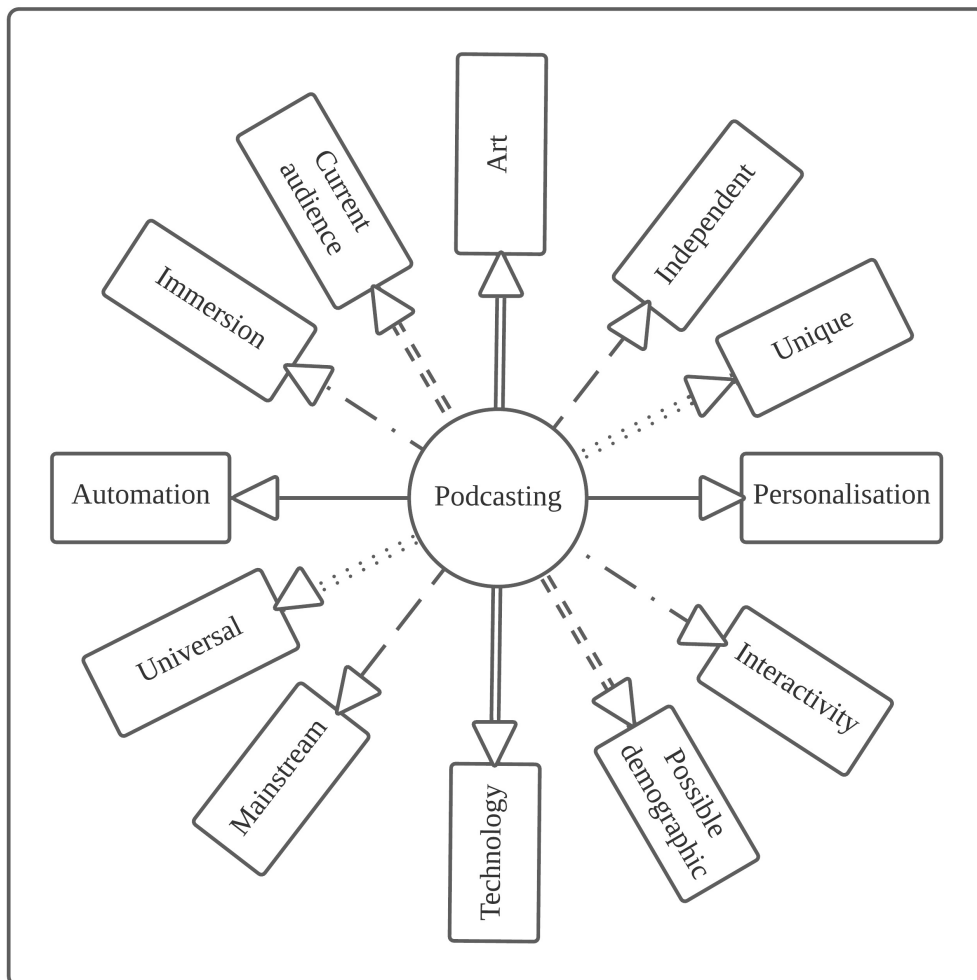 Art
Current
audience
Independent
Immersion
Unique
Automation
Podcasting
Personalisation
Universal
Interactivity
Mainstream
Technology
Possible
demographic